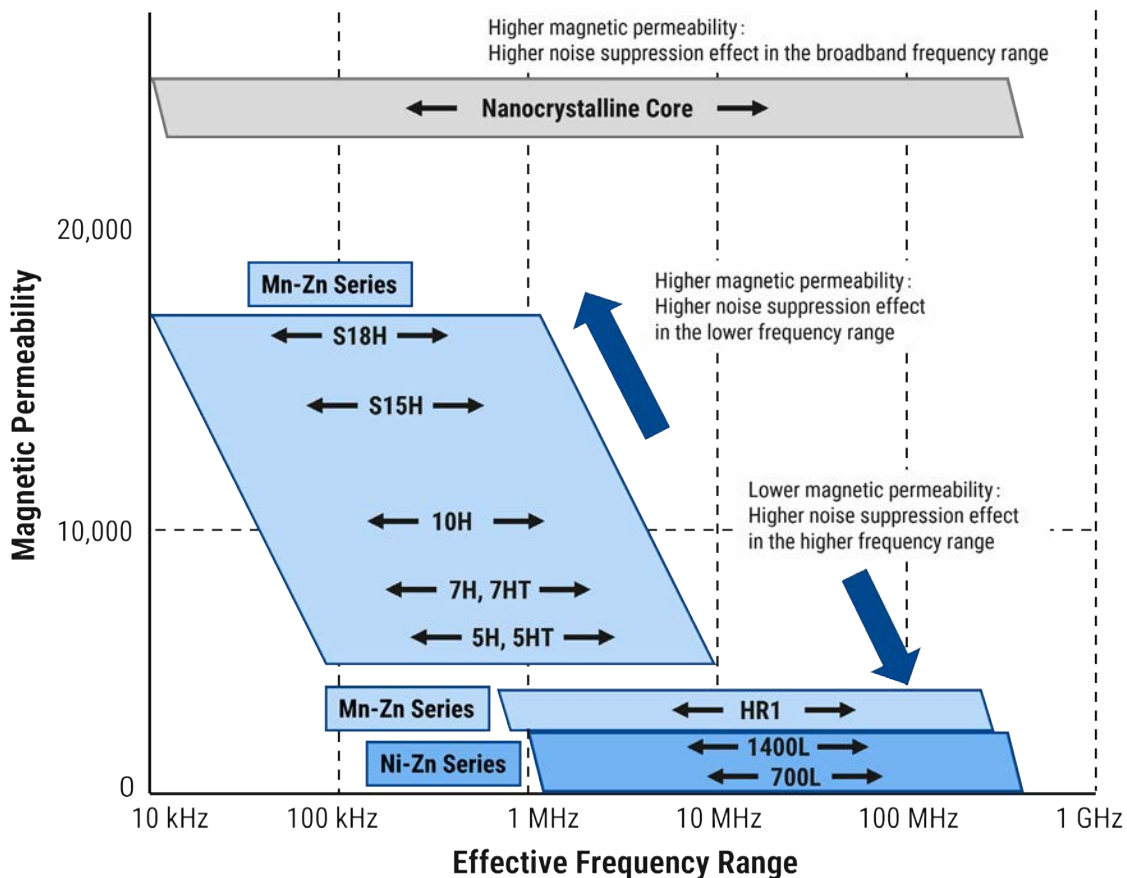 Higher magnetic permeability:
Higher noise suppression effect in the broadband frequency range
Nanocrystalline Core
20,000
Mn-Zn Series
Higher magnetic permeability:
Higher noise suppression effect
in the lower frequency range
S18H
S15H
Lower magnetic permeability:
Higher noise suppression effect
in the higher frequency range
10,000
10H
7H, 7HT
5H, 5HT
Mn-Zn Series
HR1
Ni-Zn Series
1400L
700L
0
10 kHz
100 kHz
1 MHz
10 MHz
100 MHz
1 GHz
Magnetic Permeability
Effective Frequency Range